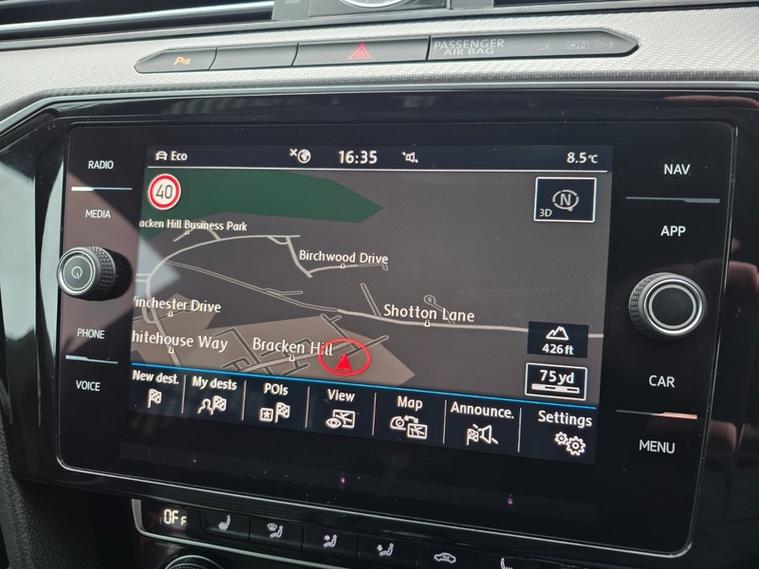 PASSENGER
AIR BAG
ON
RADIO
MEDIA
PHONE
VOICE
Eco
16:35
8.5°C
40
N
3D
acken Hill Business Park
Birchwood Drive
inchester Drive
Shotton Lane
hitehouse Way
Bracken Hill
426 ft
75 yd
New dest.
My dests
POIs
View
Map
Announce.
Settings
NAV
APP
CAR
MENU
OFF